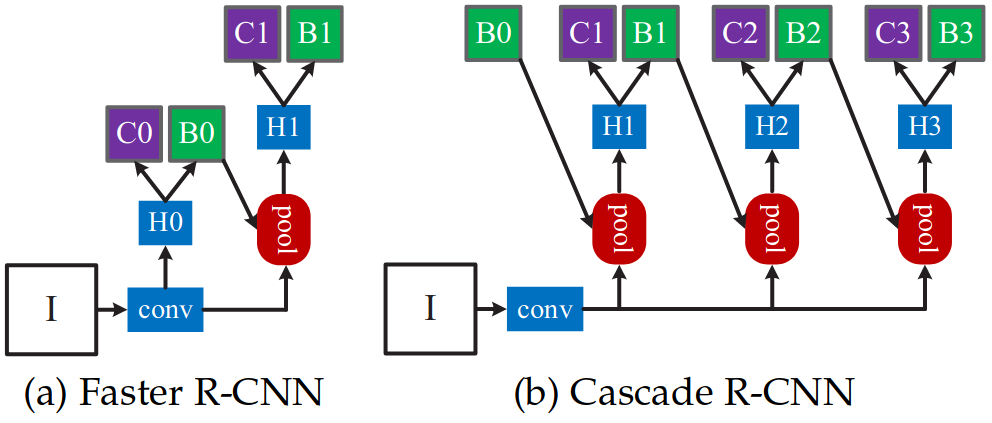 C1 B1
C0 B0
H1
H0
pool
I
conv
(a) Faster R-CNN
B0 C1 B1 C2 B2 C3 B3
H1 H2 H3
pool pool pool
I
conv
(b) Cascade R-CNN